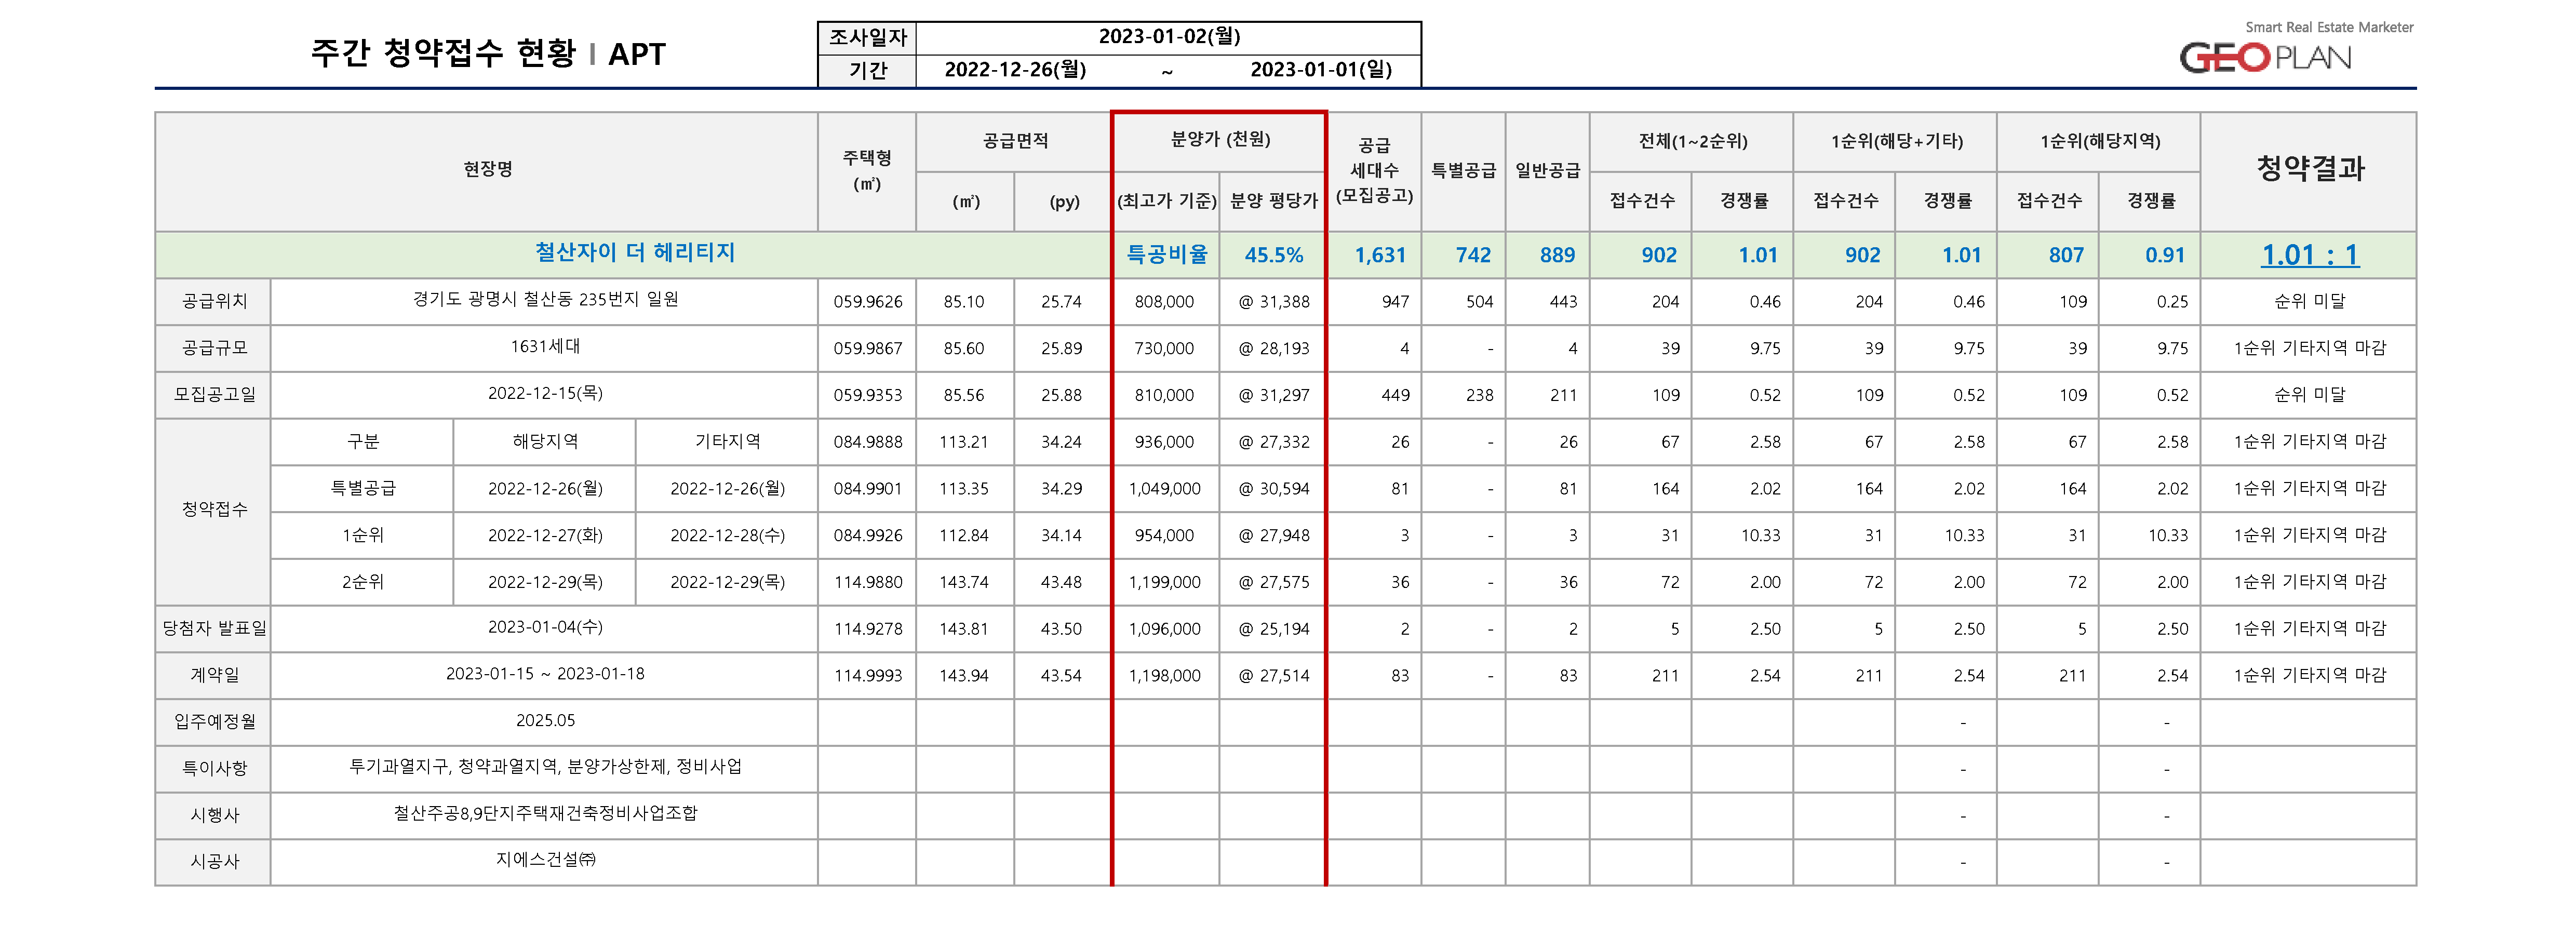 주간 청약접수 현황 | APT
조사일자 2023-01-02(월)
기간 2022-12-26(월) ~ 2023-01-01(일)
Smart Real Estate Marketer
GEO PLAN
현장명 주택형 (㎡) 공급면적 분양가 (천원) 공급 세대수 (모집공고) 특별공급 일반공급 전체(1~2순위) 1순위(해당+기타) 1순위(해당지역) 청약결과
(㎡) (py) (최고가 기준) 분양 평당가 접수건수 경쟁률 접수건수 경쟁률 접수건수 경쟁률
철산자이 더 헤리티지 특공비율 45.5% 1,631 742 889 902 1.01 902 1.01 807 0.91 1.01 : 1
공급위치 경기도 광명시 철산동 235번지 일원 059.9626 85.10 25.74 808,000 @ 31,388 947 504 443 204 0.46 204 0.46 109 0.25 순위 미달
공급규모 1631세대 059.9867 85.60 25.89 730,000 @ 28,193 4 - 4 39 9.75 39 9.75 39 9.75 1순위 기타지역 마감
모집공고일 2022-12-15(목) 059.9353 85.56 25.88 810,000 @ 31,297 449 238 211 109 0.52 109 0.52 109 0.52 순위 미달
청약접수 구분 해당지역 기타지역 084.9888 113.21 34.24 936,000 @ 27,332 26 - 26 67 2.58 67 2.58 67 2.58 1순위 기타지역 마감
특별공급 2022-12-26(월) 2022-12-26(월) 084.9901 113.35 34.29 1,049,000 @ 30,594 81 - 81 164 2.02 164 2.02 164 2.02 1순위 기타지역 마감
1순위 2022-12-27(화) 2022-12-28(수) 084.9926 112.84 34.14 954,000 @ 27,948 3 - 3 31 10.33 31 10.33 31 10.33 1순위 기타지역 마감
2순위 2022-12-29(목) 2022-12-29(목) 114.9880 143.74 43.48 1,199,000 @ 27,575 36 - 36 72 2.00 72 2.00 72 2.00 1순위 기타지역 마감
당첨자 발표일 2023-01-04(수) 114.9278 143.81 43.50 1,096,000 @ 25,194 2 - 2 5 2.50 5 2.50 5 2.50 1순위 기타지역 마감
계약일 2023-01-15 ~ 2023-01-18 114.9993 143.94 43.54 1,198,000 @ 27,514 83 - 83 211 2.54 211 2.54 211 2.54 1순위 기타지역 마감
입주예정월 2025.05 - -
특이사항 투기과열지구, 청약과열지역, 분양가상한제, 정비사업 - -
시행사 철산주공8,9단지주택재건축정비사업조합 - -
시공사 지에스건설㈜ - -